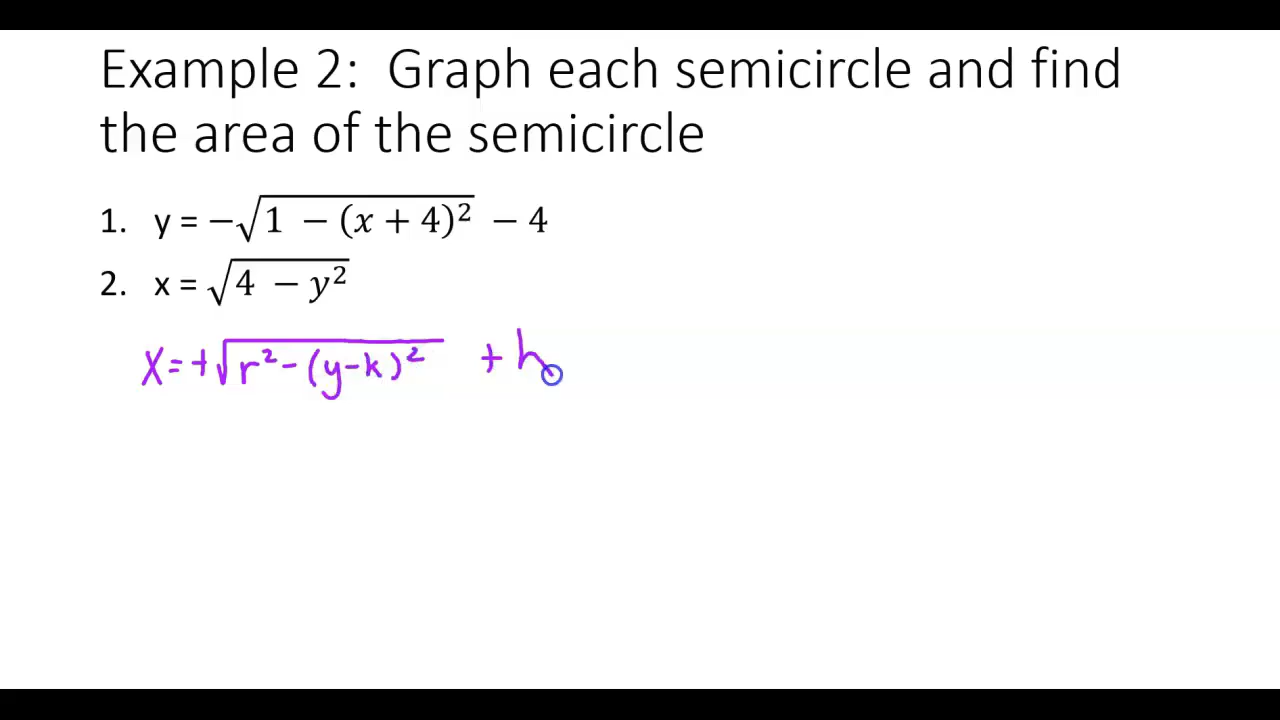 Example 2: Graph each semicircle and find
the area of the semicircle
1. y = −√(1 − (x + 4)²) − 4
2. x = √(4 − y²)
x = +√(r² − (y − k)²) + h